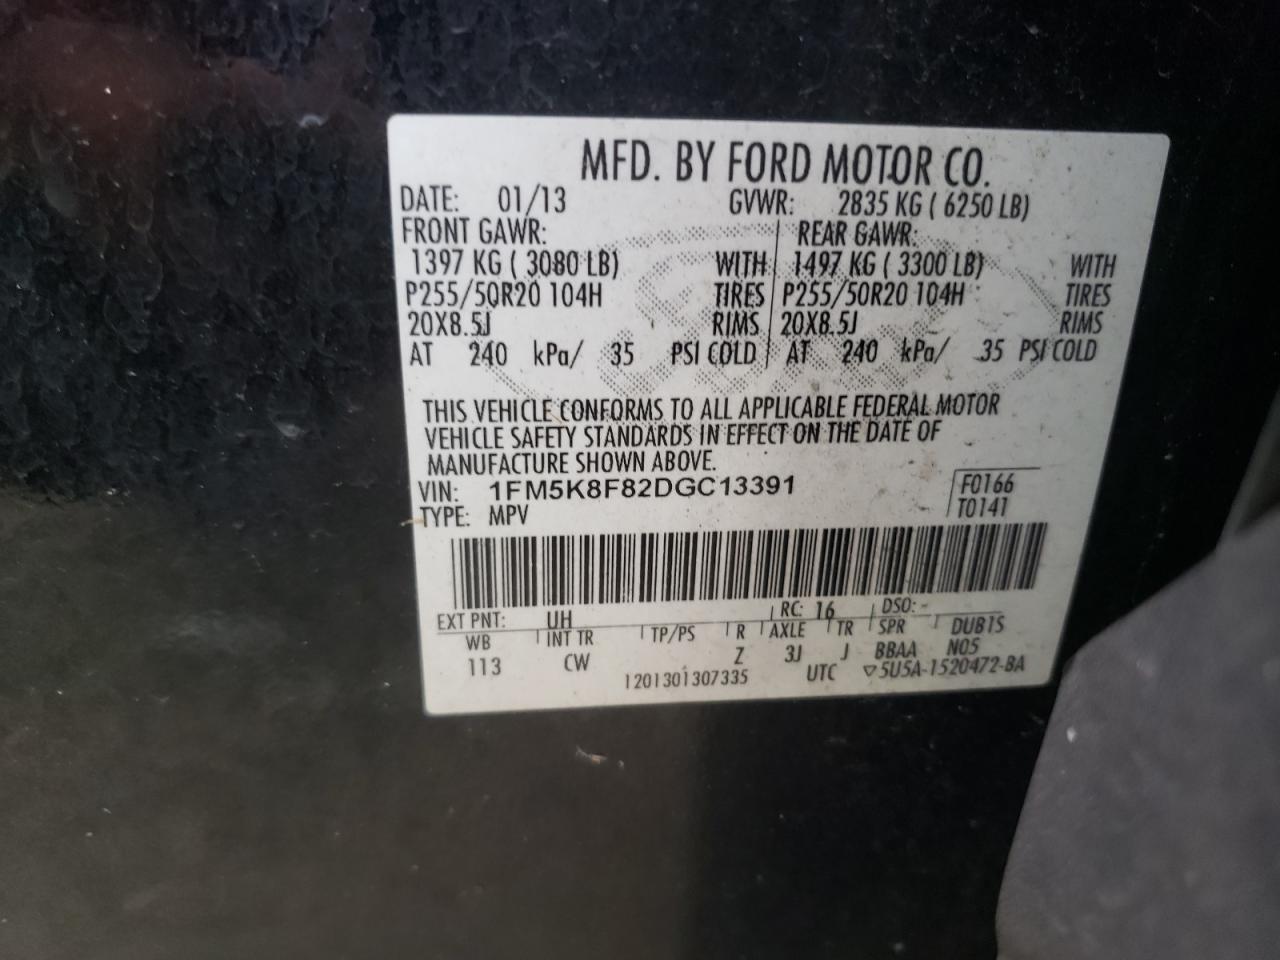 MFD. BY FORD MOTOR CO.
DATE: 01/13 GVWR: 2835 KG ( 6250 LB)
FRONT GAWR: REAR GAWR:
1397 KG ( 3080 LB) WITH 1497 KG ( 3300 LB) WITH
P255/50R20 104H TIRES P255/50R20 104H TIRES
20X8.5J RIMS 20X8.5J RIMS
AT 240 kPa/ 35 PSI COLD AT 240 kPa/ 35 PSI COLD
THIS VEHICLE CONFORMS TO ALL APPLICABLE FEDERAL MOTOR
VEHICLE SAFETY STANDARDS IN EFFECT ON THE DATE OF
MANUFACTURE SHOWN ABOVE.
VIN: 1FM5K8F82DGC13391 F0166
TYPE: MPV T0141
EXT PNT: UH RC: 16 DSO:
WB INT TR TP/PS R AXLE TR SPR DUB1S
113 CW Z 3J J BBAA N05
1201301307335 UTC ▽5U5A-1520472-BA